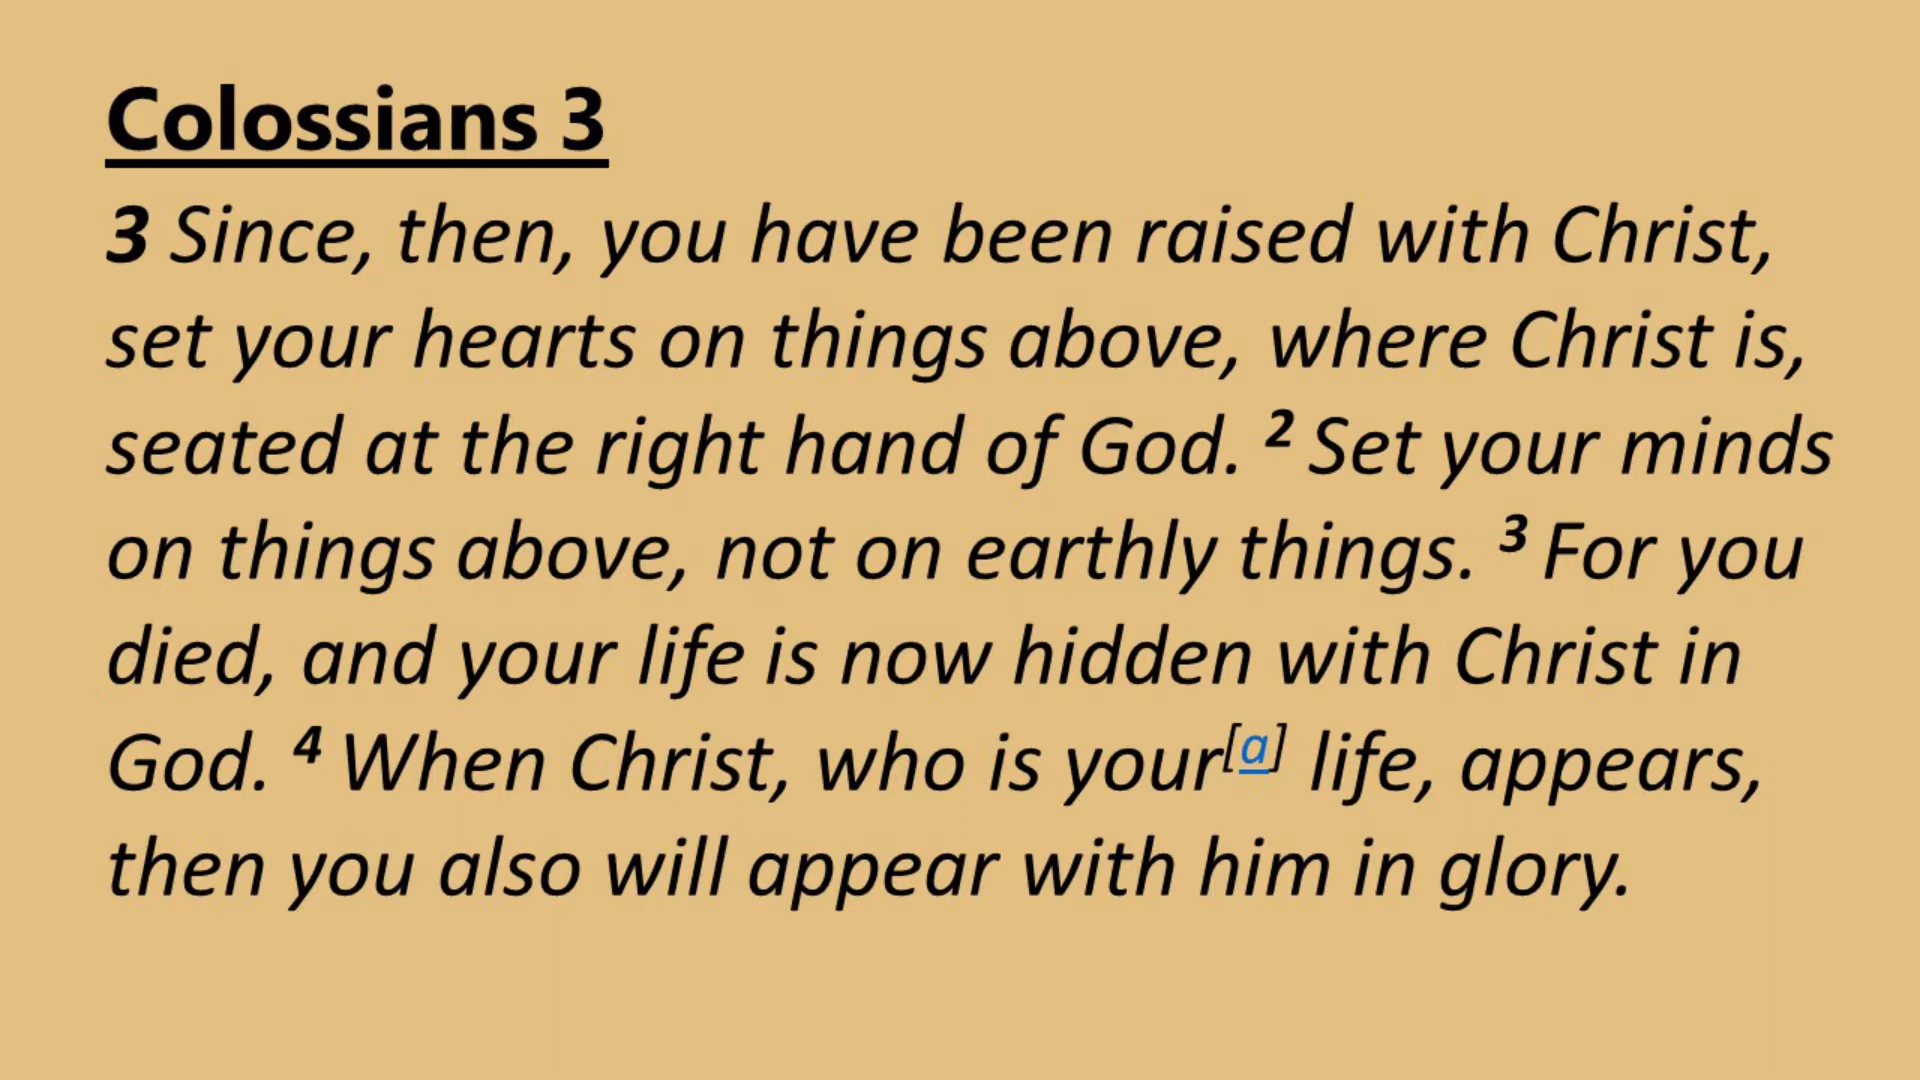 Colossians 3
3 Since, then, you have been raised with Christ,
set your hearts on things above, where Christ is,
seated at the right hand of God. 2 Set your minds
on things above, not on earthly things. 3 For you
died, and your life is now hidden with Christ in
God. 4 When Christ, who is your[a] life, appears,
then you also will appear with him in glory.